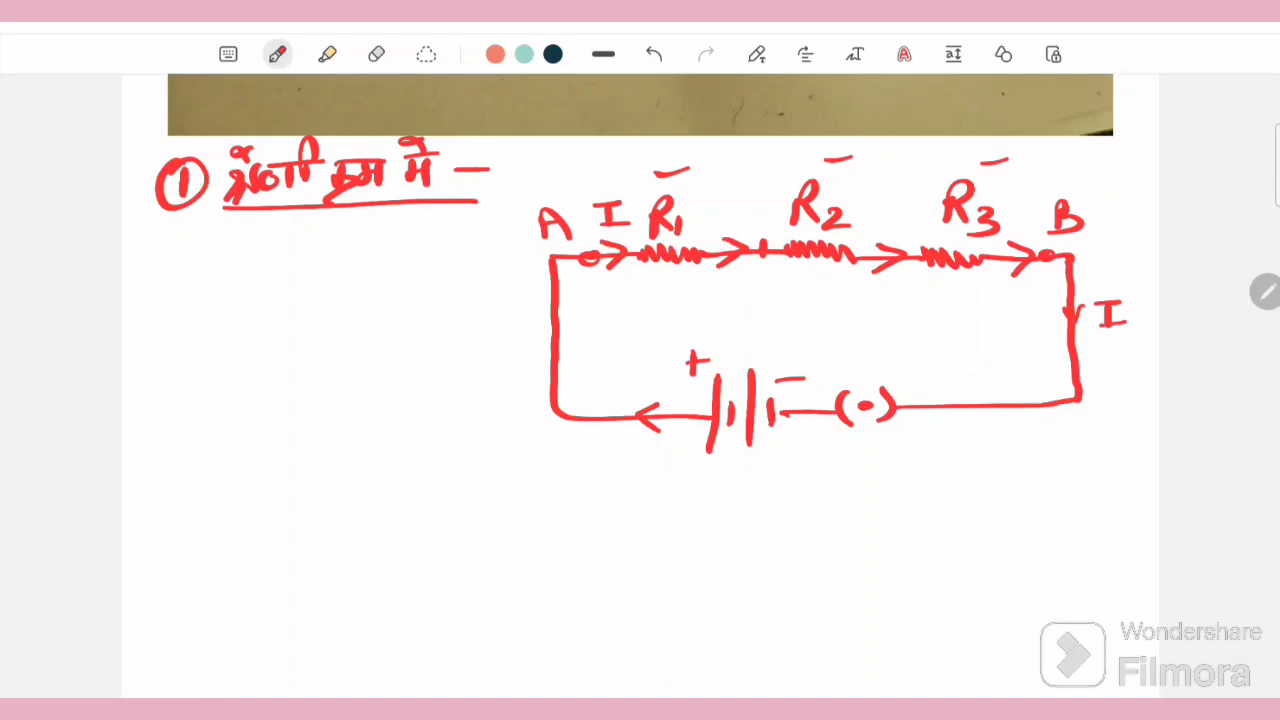 ① श्रेणी क्रम में —
A I R₁ R₂ R₃ B
I
+ −
Wondershare
Filmora